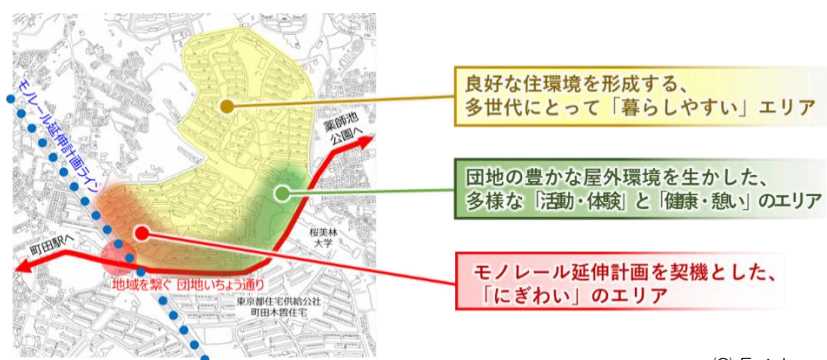 モノレール延伸計画ライン
薬師池
公園へ
町田駅へ
桜美林
大学
地域を繋ぐ 団地いちょう通り
東京都住宅供給公社
町田木曽住宅
良好な住環境を形成する、
多世代にとって「暮らしやすい」エリア
団地の豊かな屋外環境を生かした、
多様な「活動・体験」と「健康・憩い」のエリア
モノレール延伸計画を契機とした、
「にぎわい」のエリア